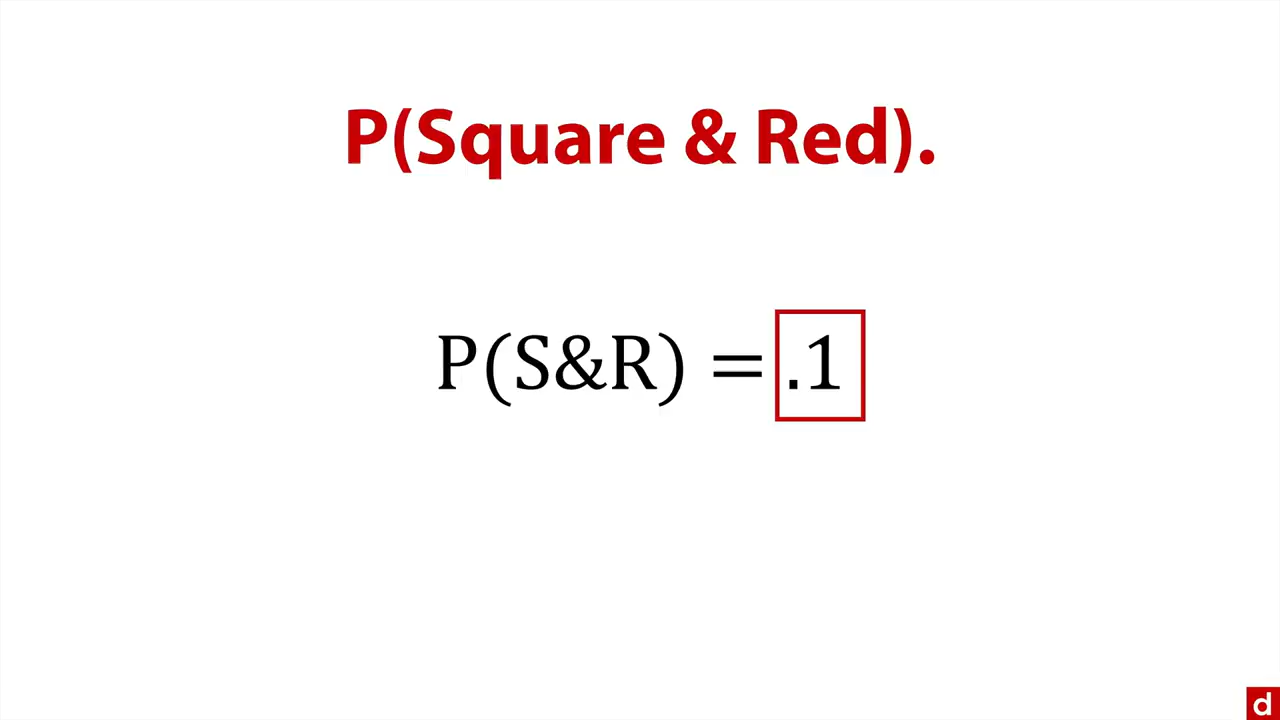 P(Square & Red).
P(S&R) = .1
d